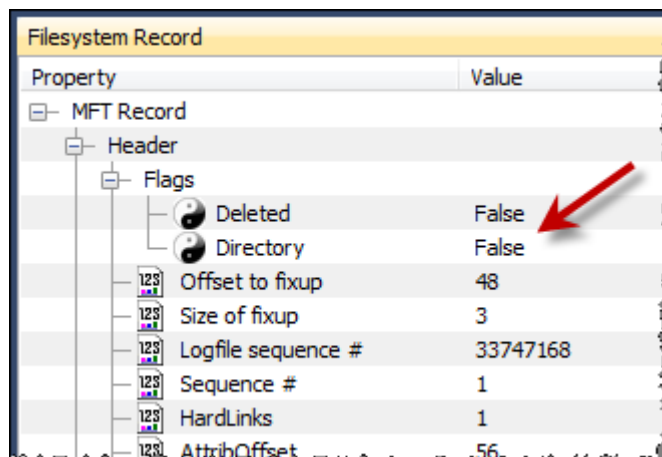 Filesystem Record
Property Value
MFT Record
Header
Flags
Deleted False
Directory False
Offset to fixup 48
Size of fixup 3
Logfile sequence # 33747168
Sequence # 1
HardLinks 1
AttribOffset 56